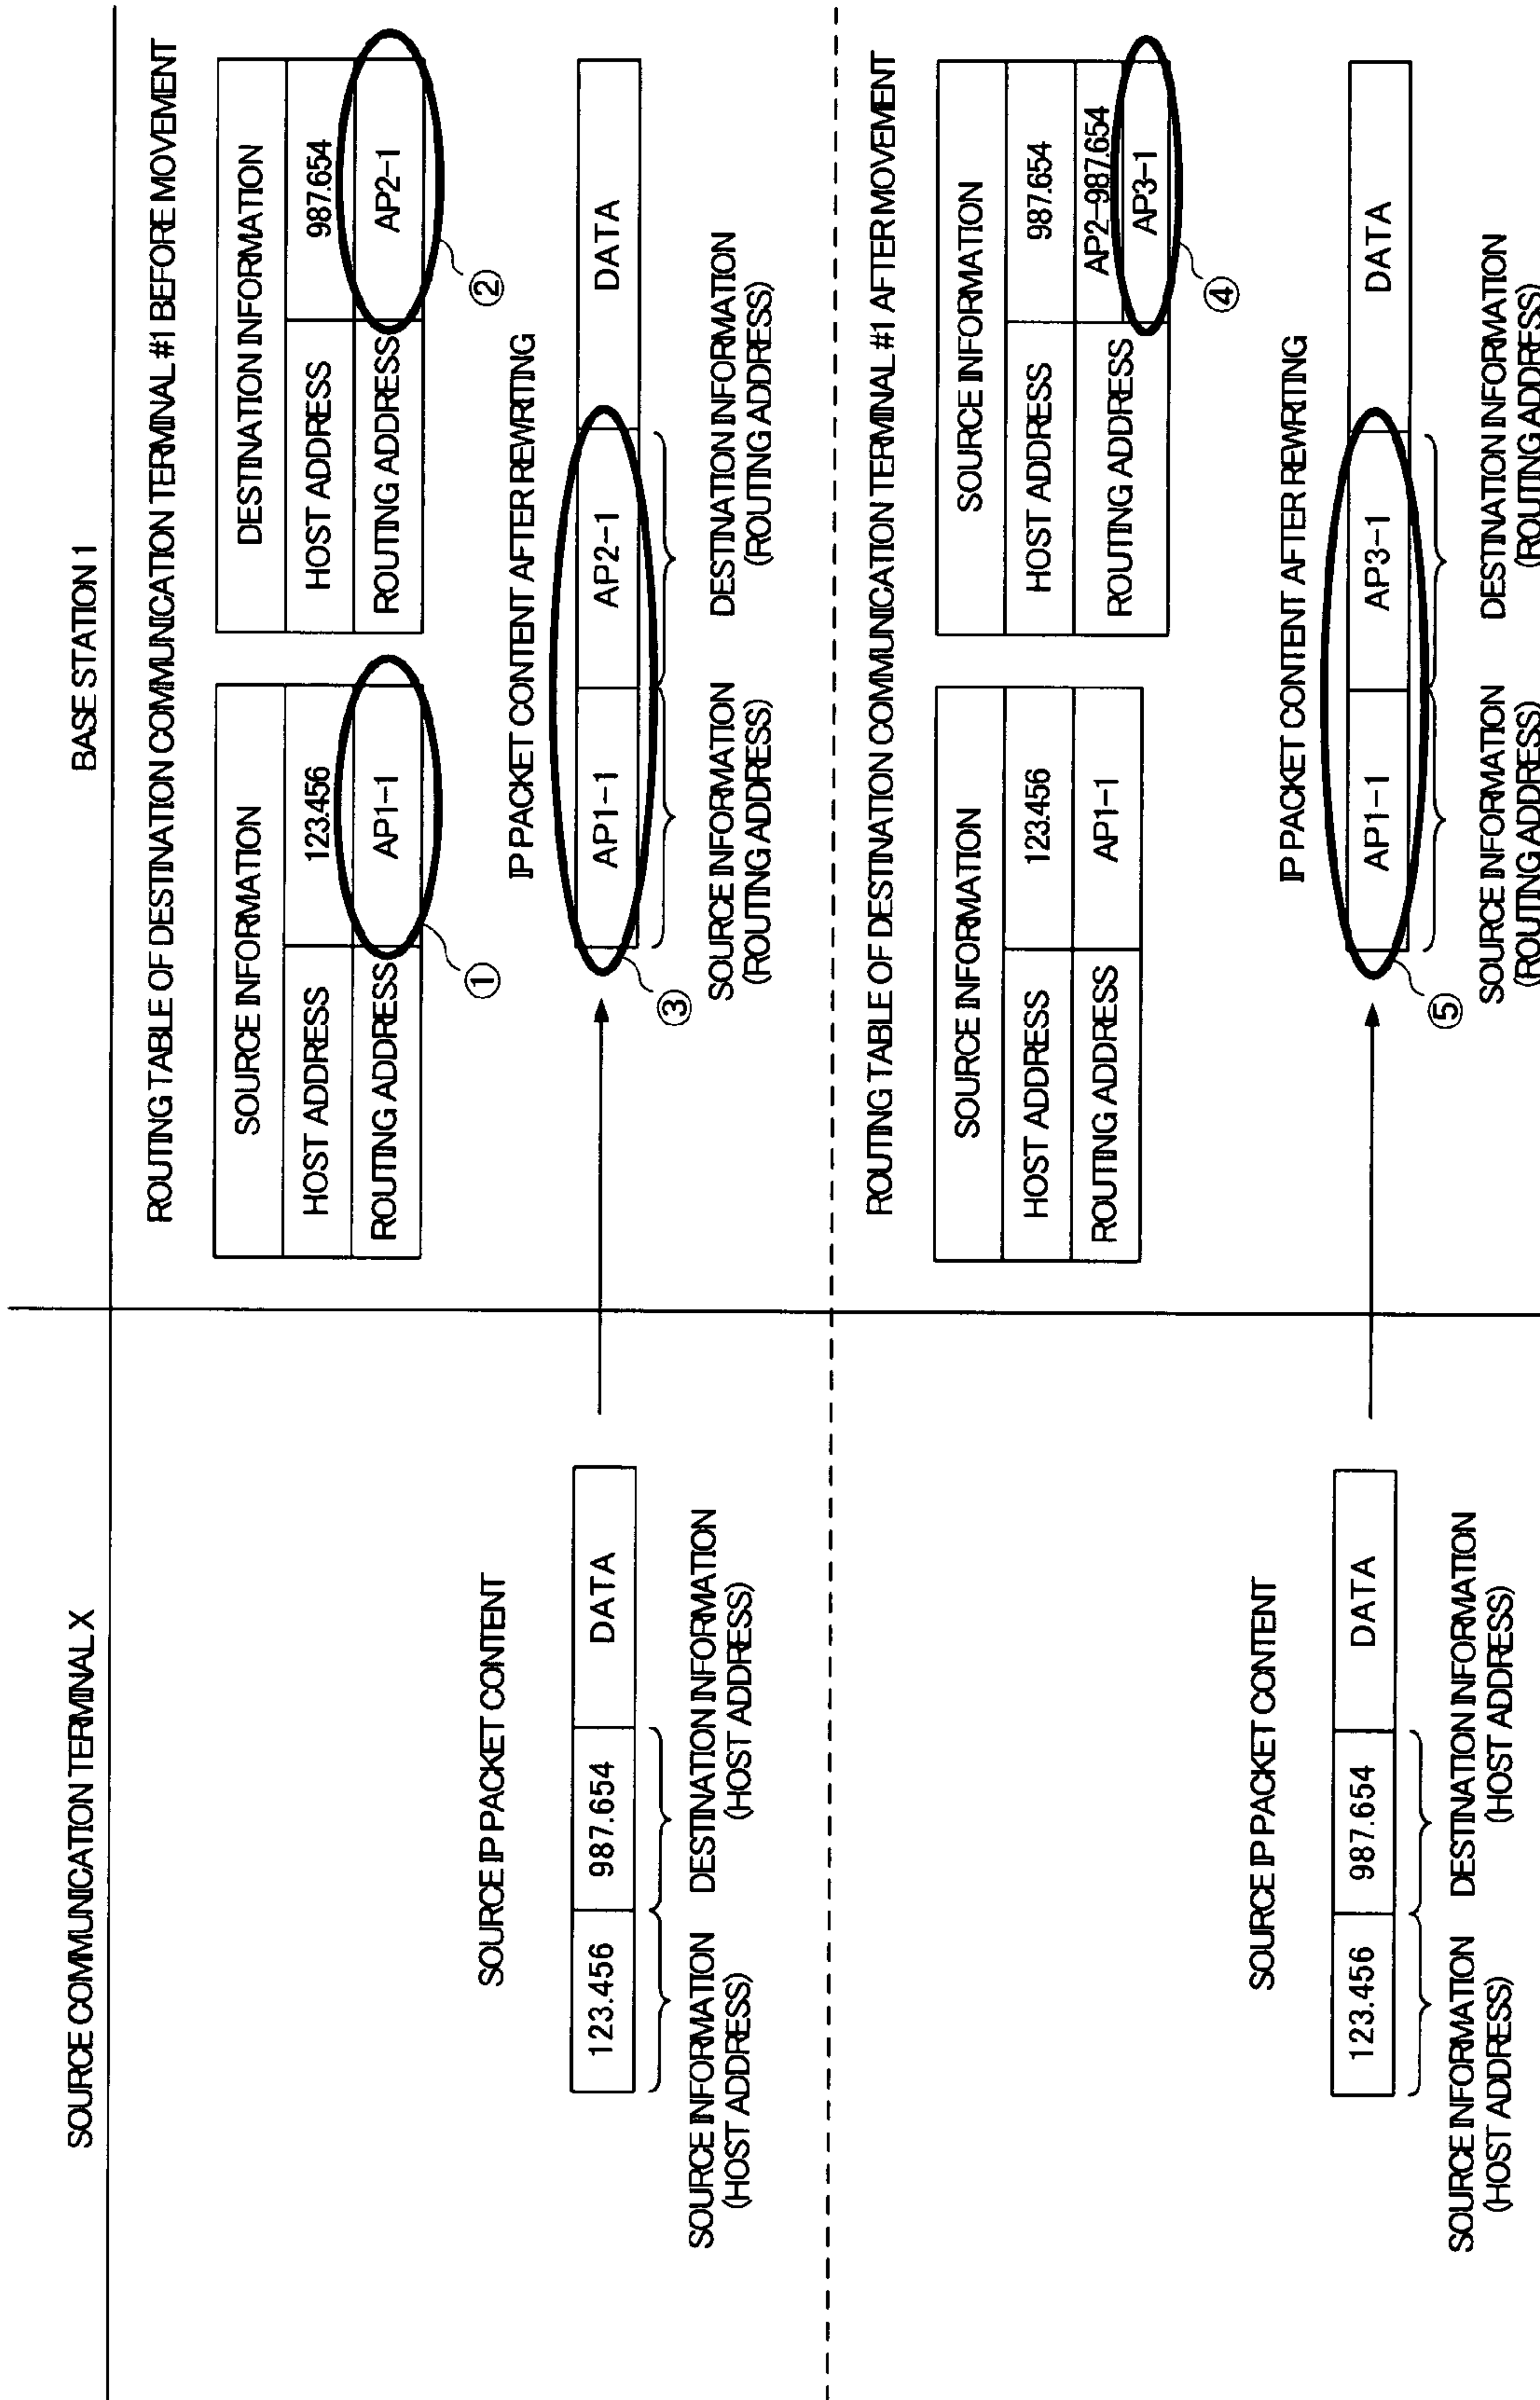 SOURCE COMMUNICATION TERMINAL X
BASE STATION 1
SOURCE IP PACKET CONTENT
123.456 987.654 DATA
SOURCE INFORMATION
(HOST ADDRESS)
DESTINATION INFORMATION
(HOST ADDRESS)
ROUTING TABLE OF DESTINATION COMMUNICATION TERMINAL #1 BEFORE MOVEMENT
SOURCE INFORMATION
HOST ADDRESS 123.456
ROUTING ADDRESS AP1-1
①
DESTINATION INFORMATION
HOST ADDRESS 987.654
ROUTING ADDRESS AP2-1
②
IP PACKET CONTENT AFTER REWRITING
AP1-1 AP2-1 DATA
③
SOURCE INFORMATION
(ROUTING ADDRESS)
DESTINATION INFORMATION
(ROUTING ADDRESS)
SOURCE IP PACKET CONTENT
123.456 987.654 DATA
SOURCE INFORMATION
(HOST ADDRESS)
DESTINATION INFORMATION
(HOST ADDRESS)
ROUTING TABLE OF DESTINATION COMMUNICATION TERMINAL #1 AFTER MOVEMENT
SOURCE INFORMATION
HOST ADDRESS 123.456
ROUTING ADDRESS AP1-1
SOURCE INFORMATION
HOST ADDRESS 987.654
ROUTING ADDRESS AP2-987.654
AP3-1
④
IP PACKET CONTENT AFTER REWRITING
AP1-1 AP3-1 DATA
⑤
SOURCE INFORMATION
(ROUTING ADDRESS)
DESTINATION INFORMATION
(ROUTING ADDRESS)